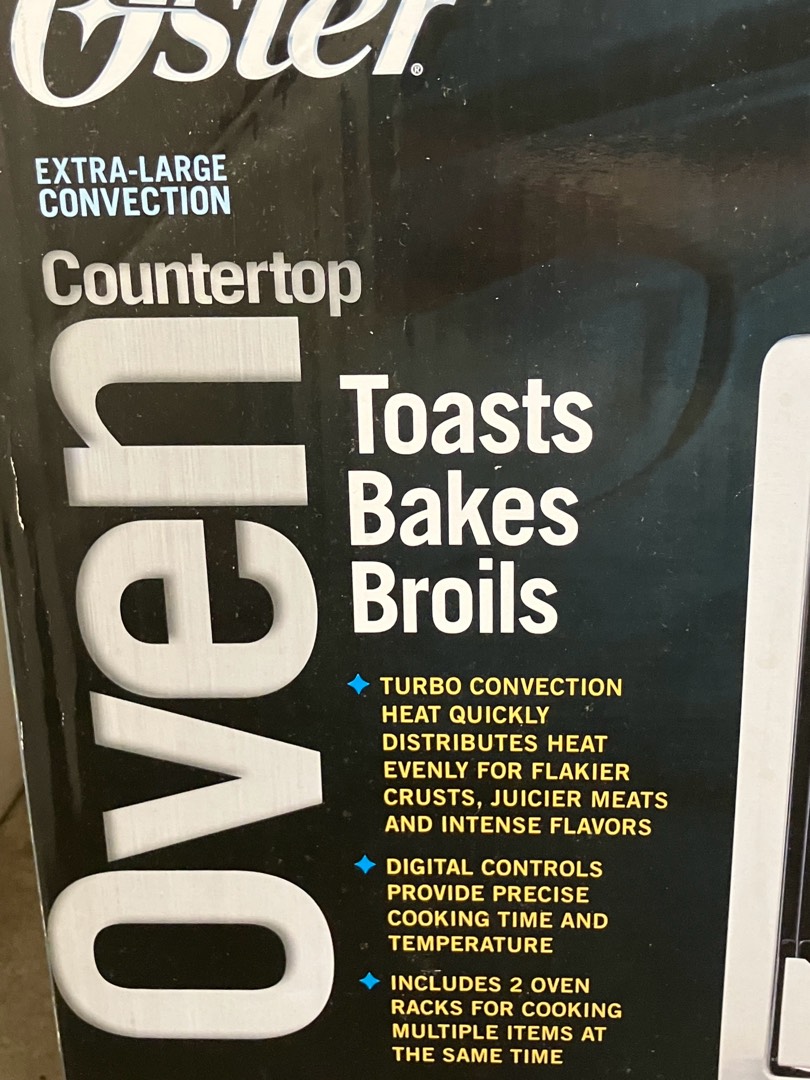 Oster®
EXTRA-LARGE
CONVECTION
Countertop
Oven
Toasts
Bakes
Broils
TURBO CONVECTION
HEAT QUICKLY
DISTRIBUTES HEAT
EVENLY FOR FLAKIER
CRUSTS, JUICIER MEATS
AND INTENSE FLAVORS
DIGITAL CONTROLS
PROVIDE PRECISE
COOKING TIME AND
TEMPERATURE
INCLUDES 2 OVEN
RACKS FOR COOKING
MULTIPLE ITEMS AT
THE SAME TIME